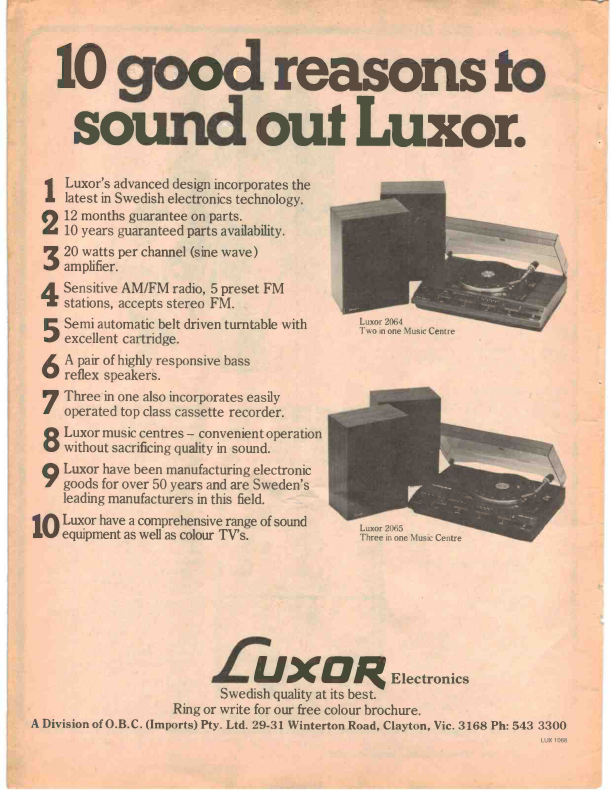 10 good reasons to
sound out Luxor.
1 Luxor's advanced design incorporates the
latest in Swedish electronics technology.
2 12 months guarantee on parts.
10 years guaranteed parts availability.
3 20 watts per channel (sine wave)
amplifier.
4 Sensitive AM/FM radio, 5 preset FM
stations, accepts stereo FM.
5 Semi automatic belt driven turntable with
excellent cartridge.
6 A pair of highly responsive bass
reflex speakers.
7 Three in one also incorporates easily
operated top class cassette recorder.
8 Luxor music centres – convenient operation
without sacrificing quality in sound.
9 Luxor have been manufacturing electronic
goods for over 50 years and are Sweden's
leading manufacturers in this field.
10 Luxor have a comprehensive range of sound
equipment as well as colour TV's.
Luxor 2064
Two in one Music Centre
Luxor 2065
Three in one Music Centre
LUXOR Electronics
Swedish quality at its best.
Ring or write for our free colour brochure.
A Division of O.B.C. (Imports) Pty. Ltd. 29-31 Winterton Road, Clayton, Vic. 3168 Ph: 543 3300
LUX 1068